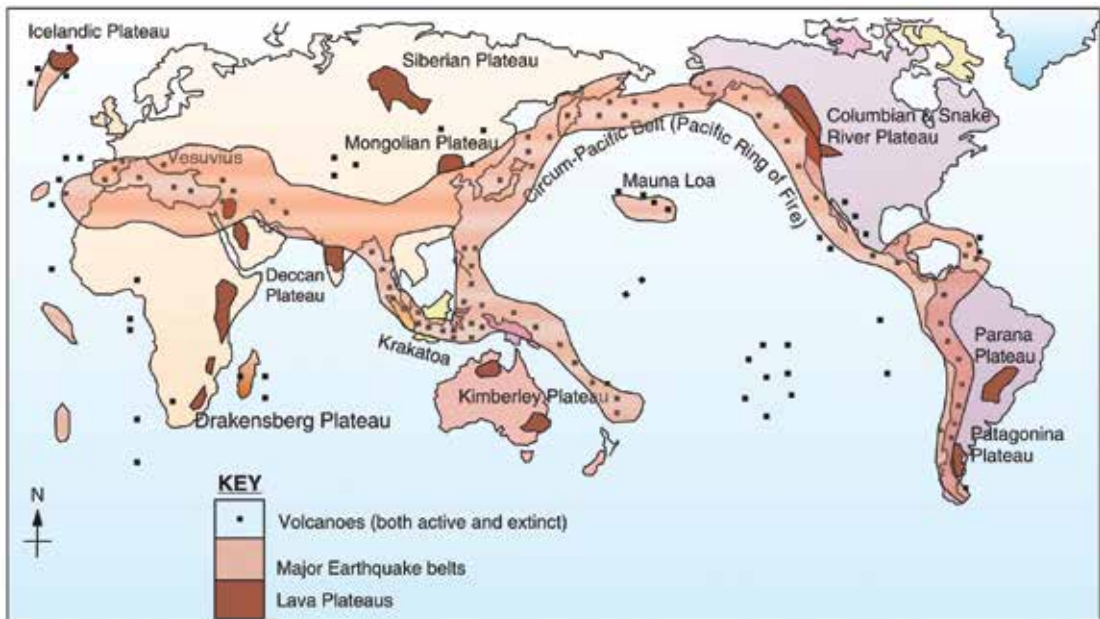 Icelandic Plateau
Siberian Plateau
Columbian & Snake
River Plateau
Mongolian Plateau
Vesuvius
Circum-Pacific Belt (Pacific Ring of Fire)
Mauna Loa
Deccan
Plateau
Krakatoa
Parana
Plateau
Kimberley Plateau
Drakensberg Plateau
Patagonina
Plateau
KEY
N
Volcanoes (both active and extinct)
Major Earthquake belts
Lava Plateaus